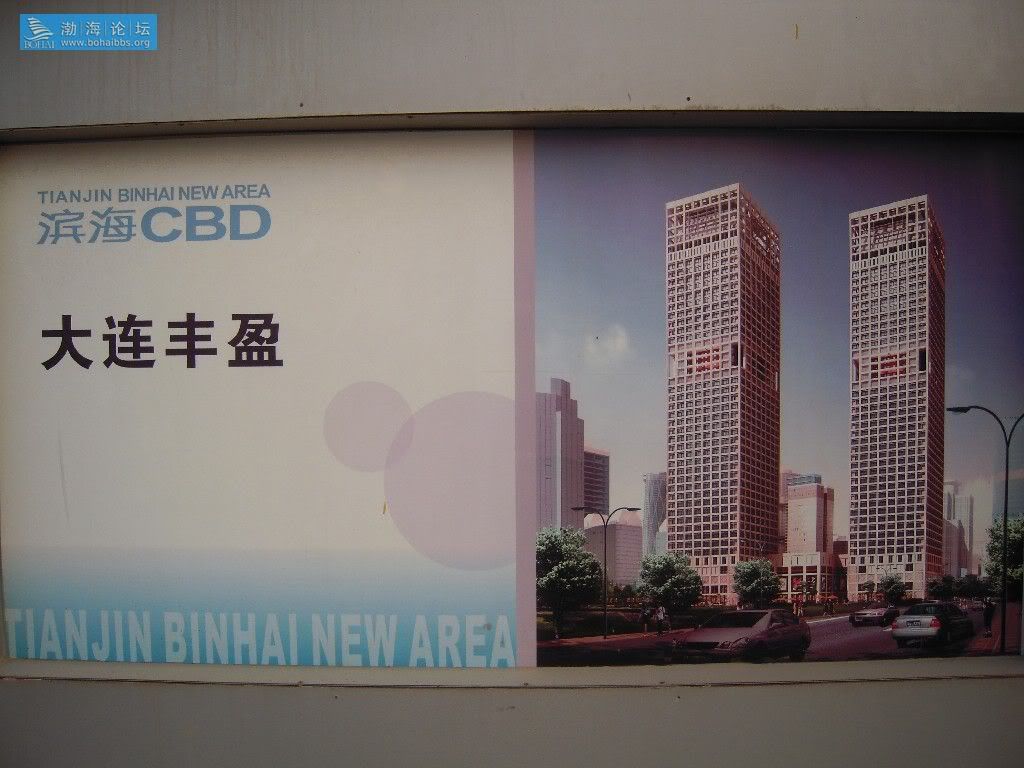 渤海论坛
BOHAI www.bohaibbs.org
TIANJIN BINHAI NEW AREA
滨海CBD
大连丰盈
TIANJIN BINHAI NEW AREA